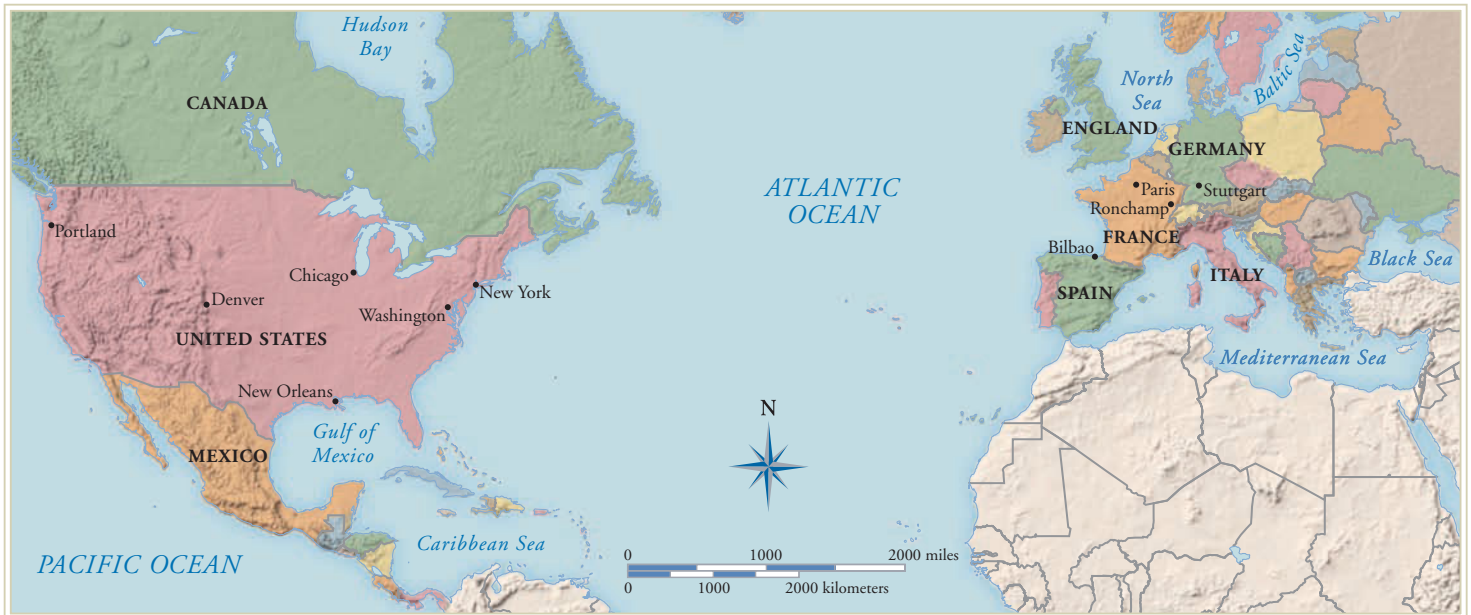 Hudson
Bay
CANADA
North
Sea
Baltic Sea
ENGLAND
GERMANY
ATLANTIC
OCEAN
Paris
Stuttgart
Ronchamp
Portland
FRANCE
Bilbao
Black Sea
Chicago
ITALY
New York
SPAIN
Denver
Washington
UNITED STATES
Mediterranean Sea
New Orleans
N
Gulf of
Mexico
MEXICO
Caribbean Sea
PACIFIC OCEAN
0 1000 2000 miles
0 1000 2000 kilometers